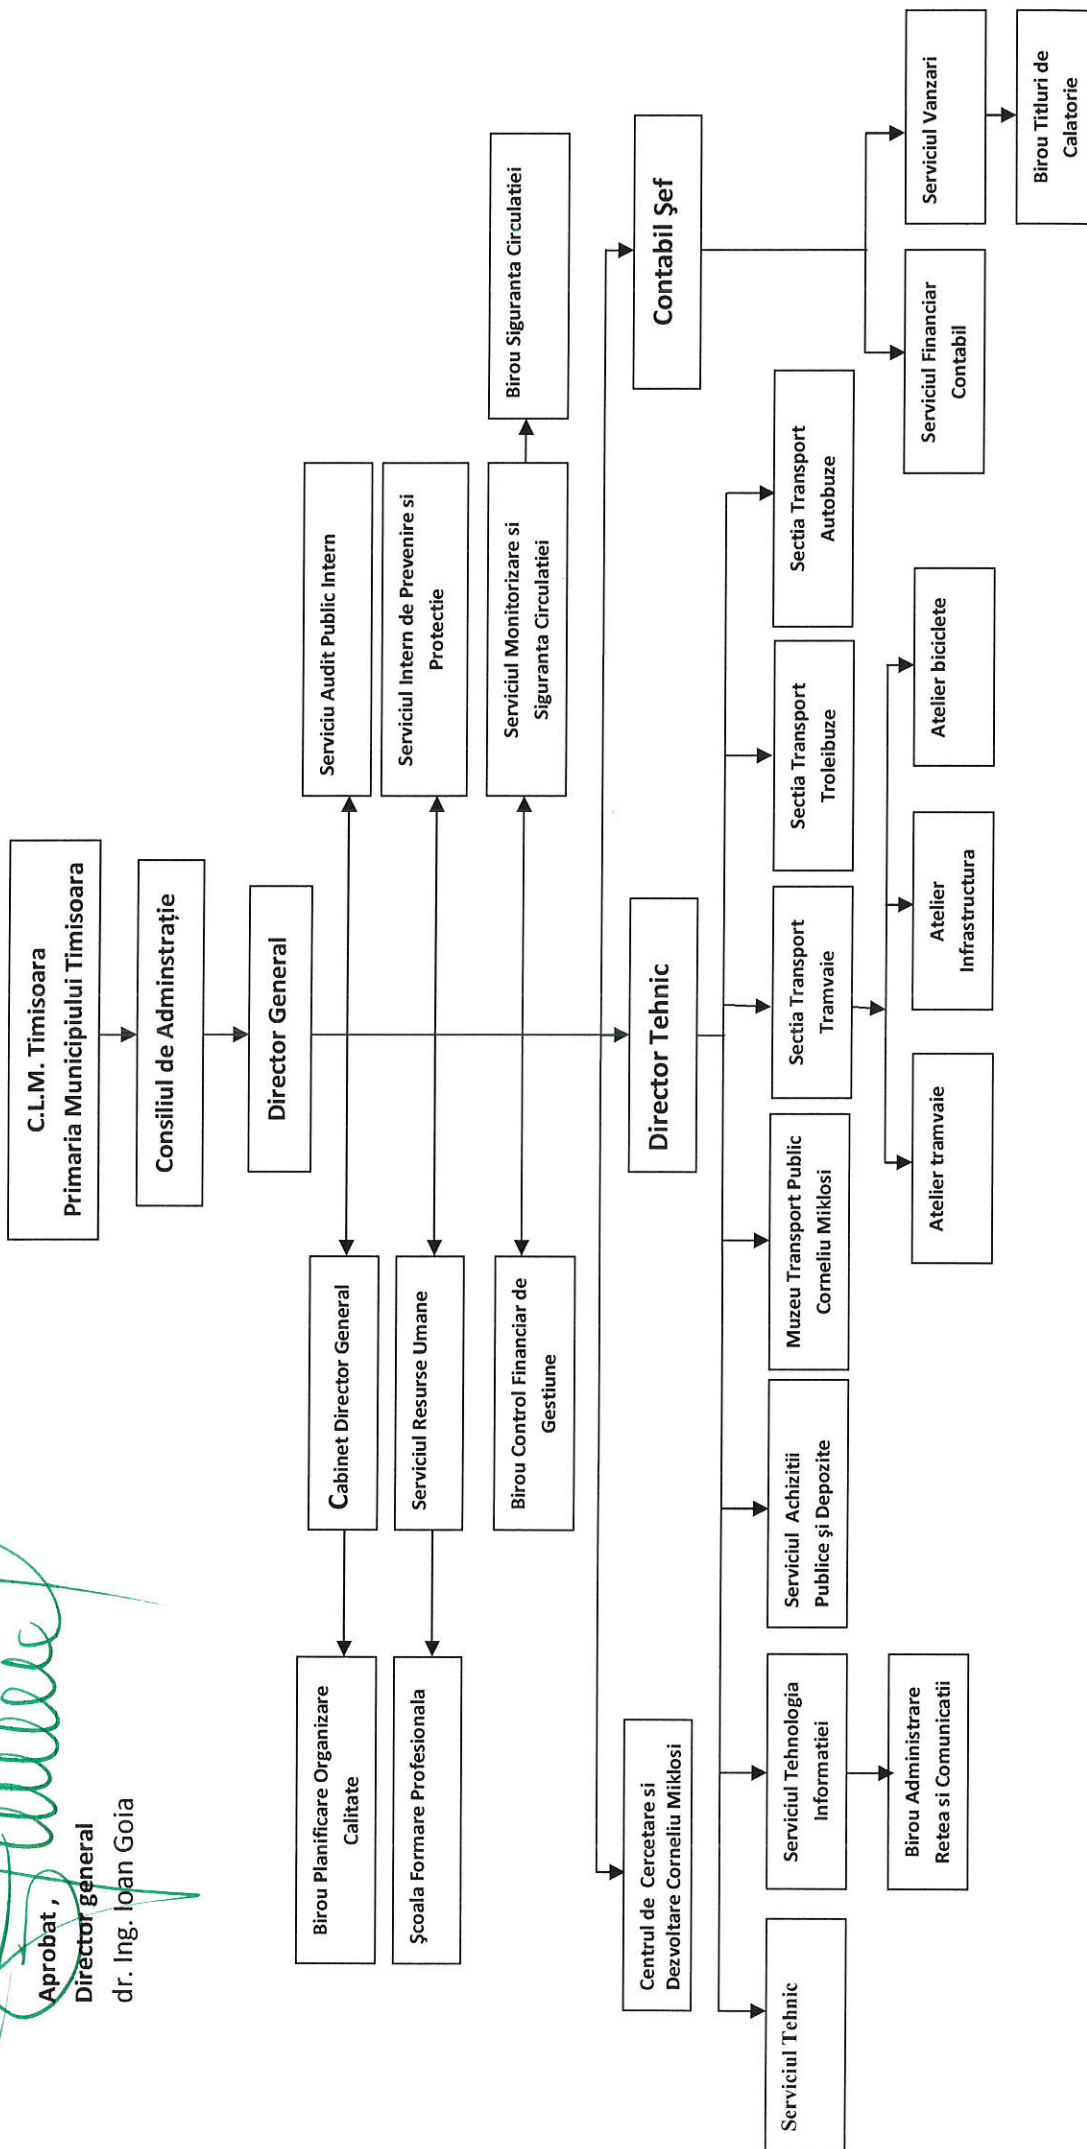 Aprobat ,
Director general
dr. Ing. Ioan Goia
C.L.M. Timisoara
Primaria Municipiului Timisoara
Consiliul de Adminstrație
Director General
Cabinet Director General
Serviciu Audit Public Intern
Birou Planificare Organizare
Calitate
Serviciul Resurse Umane
Serviciul Intern de Prevenire si
Protectie
Şcoala Formare Profesionala
Birou Control Financiar de
Gestiune
Serviciul Monitorizare si
Siguranta Circulatiei
Birou Siguranta Circulatiei
Centrul de Cercetare si
Dezvoltare Corneliu Miklosi
Director Tehnic
Contabil Şef
Serviciul Tehnic
Serviciul Tehnologia
Informatiei
Serviciul Achizitii
Publice şi Depozite
Muzeu Transport Public
Corneliu Miklosi
Sectia Transport
Tramvaie
Sectia Transport
Troleibuze
Sectia Transport
Autobuze
Birou Administrare
Retea si Comunicatii
Atelier tramvaie
Atelier
Infrastructura
Atelier biciclete
Serviciul Financiar
Contabil
Serviciul Vanzari
Birou Titluri de
Calatorie